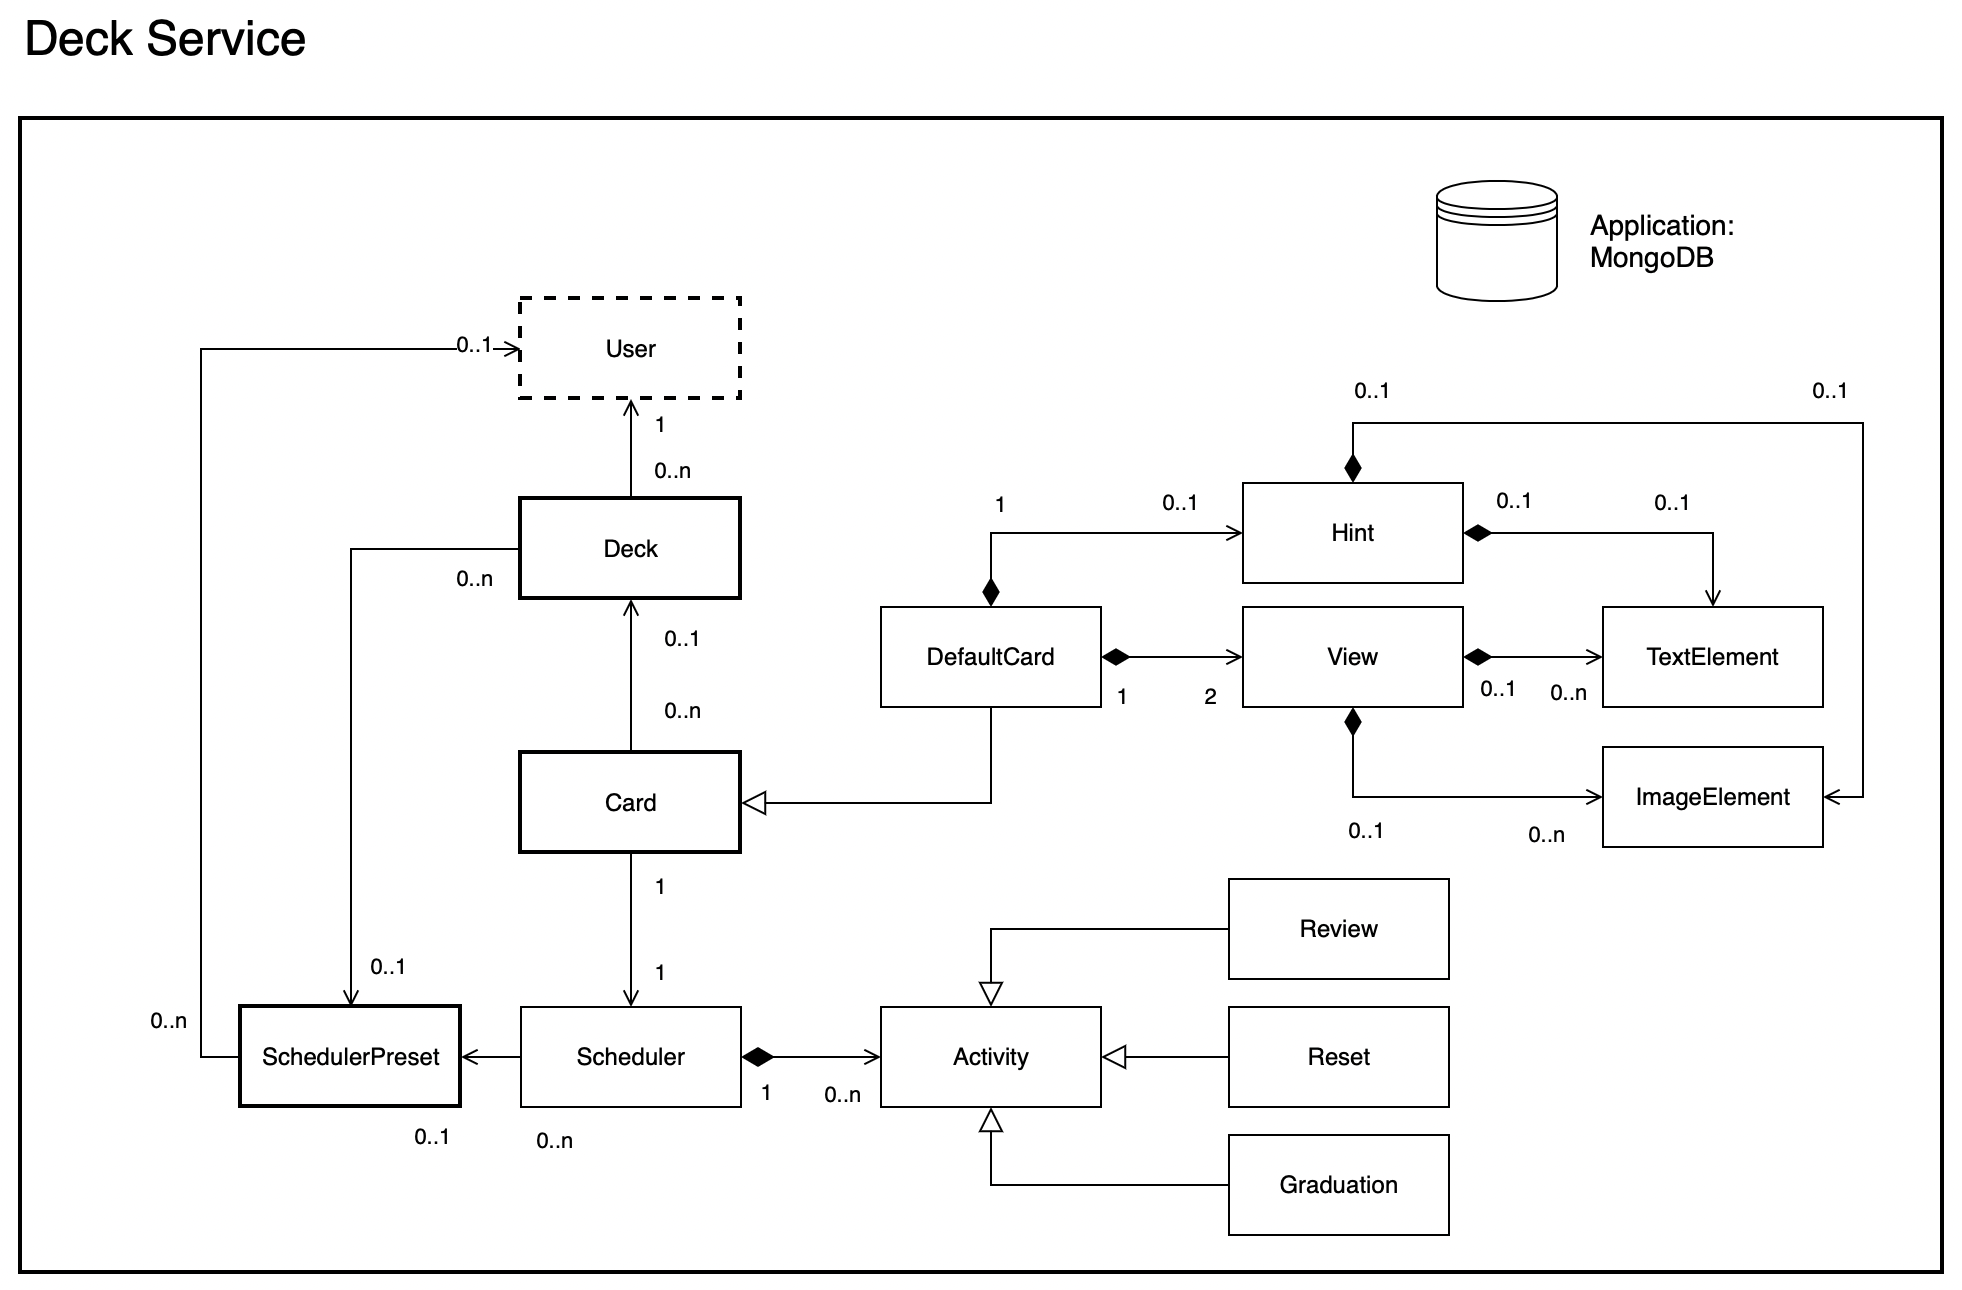 Deck Service
Application:
MongoDB
0..1
User
0..1
0..1
1
0..n
1
0..1
Hint
0..1
0..1
Deck
0..n
0..1
DefaultCard
View
TextElement
1
2
0..1
0..n
0..n
Card
ImageElement
0..1
0..n
1
Review
0..1
1
0..n
SchedulerPreset
Scheduler
Activity
Reset
1
0..n
0..1
0..n
Graduation